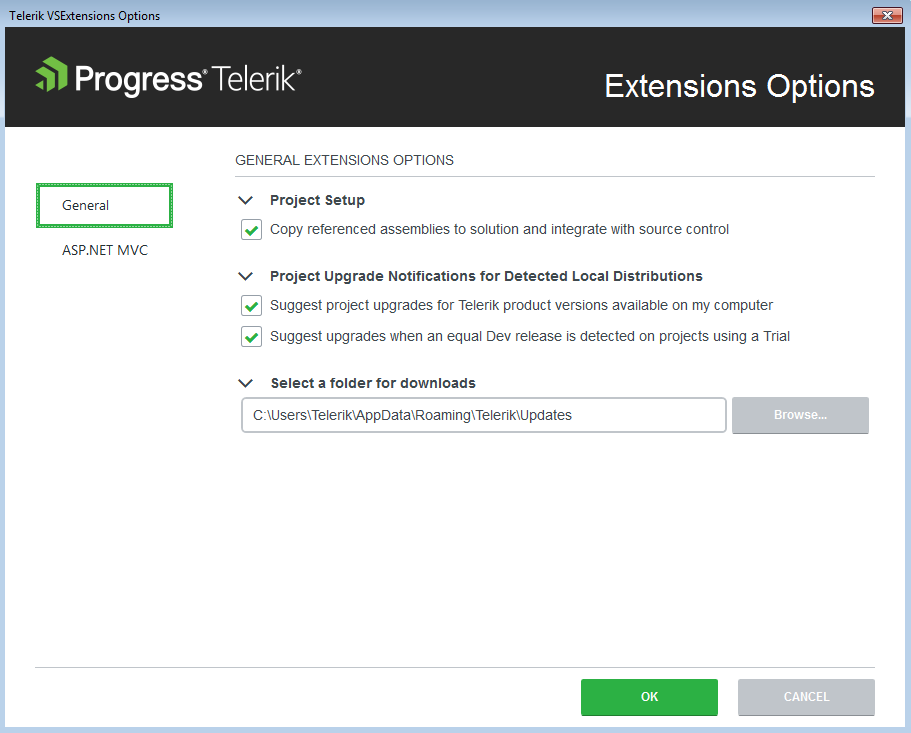 Telerik VSExtensions Options
Progress® Telerik®
Extensions Options
GENERAL EXTENSIONS OPTIONS
General
ASP.NET MVC
Project Setup
Copy referenced assemblies to solution and integrate with source control
Project Upgrade Notifications for Detected Local Distributions
Suggest project upgrades for Telerik product versions available on my computer
Suggest upgrades when an equal Dev release is detected on projects using a Trial
Select a folder for downloads
C:\Users\Telerik\AppData\Roaming\Telerik\Updates
Browse...
OK
CANCEL